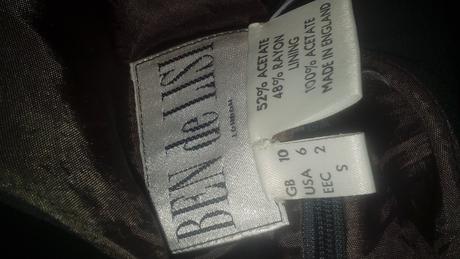 BEN de LISI
LONDON
52% ACETATE
48% RAYON
LINING
100% ACETATE
MADE IN ENGLAND
GB 10
USA 6
EEC 2
S